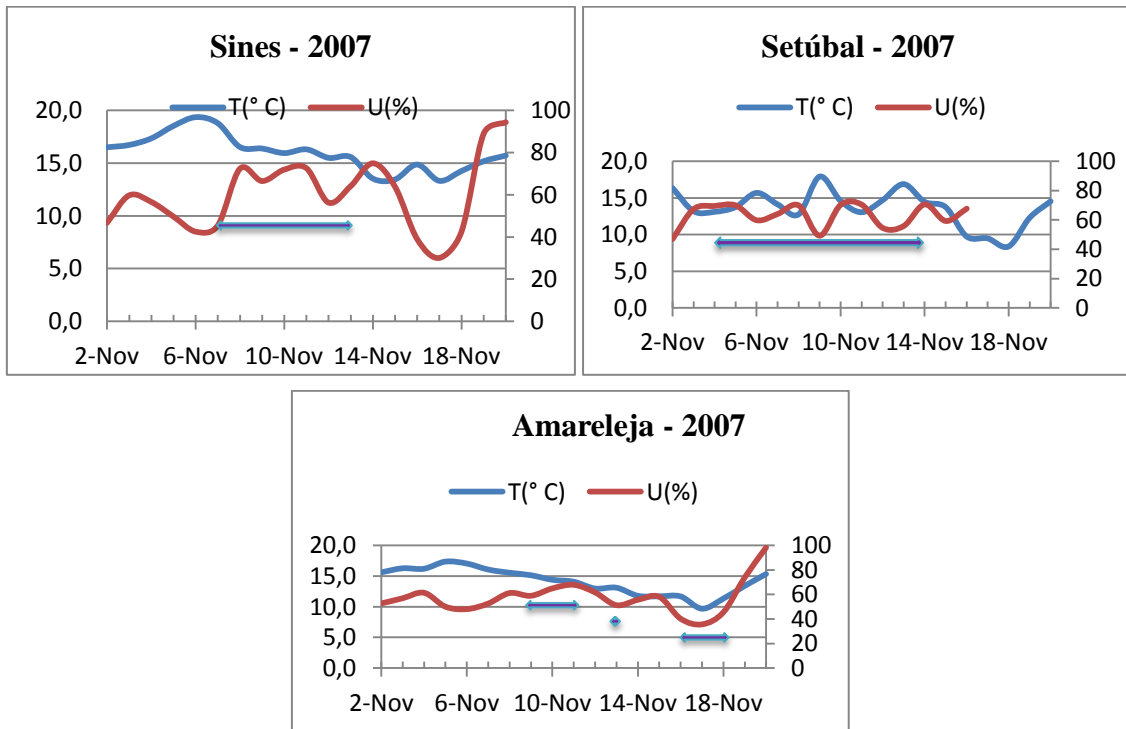 Sines - 2007
T(° C) U(%)
20,0 100
15,0 80
10,0 60
5,0 40
0,0 20
0
2-Nov 6-Nov 10-Nov 14-Nov 18-Nov
Setúbal - 2007
T(° C) U(%)
20,0 100
15,0 80
10,0 60
5,0 40
0,0 20
0
2-Nov 6-Nov 10-Nov 14-Nov 18-Nov
Amareleja - 2007
T(° C) U(%)
20,0 100
15,0 80
10,0 60
5,0 40
0,0 20
0
2-Nov 6-Nov 10-Nov 14-Nov 18-Nov